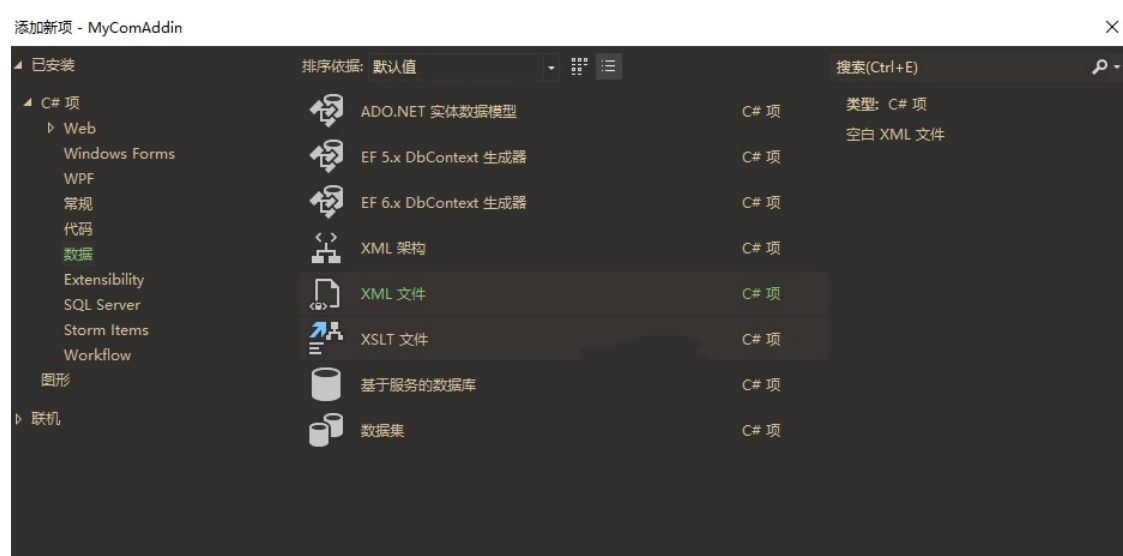 添加新项 - MyComAddin
已安装
排序依据: 默认值
搜索(Ctrl+E)
C# 项
Web
Windows Forms
WPF
常规
代码
数据
Extensibility
SQL Server
Storm Items
Workflow
图形
联机
ADO.NET 实体数据模型 C# 项
EF 5.x DbContext 生成器 C# 项
EF 6.x DbContext 生成器 C# 项
XML 架构 C# 项
XML 文件 C# 项
XSLT 文件 C# 项
基于服务的数据库 C# 项
数据集 C# 项
类型: C# 项
空白 XML 文件